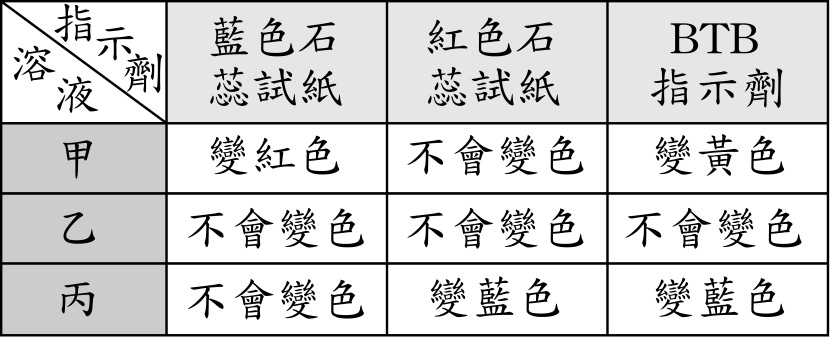 指示劑
溶液
藍色石蕊試紙
紅色石蕊試紙
BTB指示劑
甲 變紅色 不會變色 變黃色
乙 不會變色 不會變色 不會變色
丙 不會變色 變藍色 變藍色